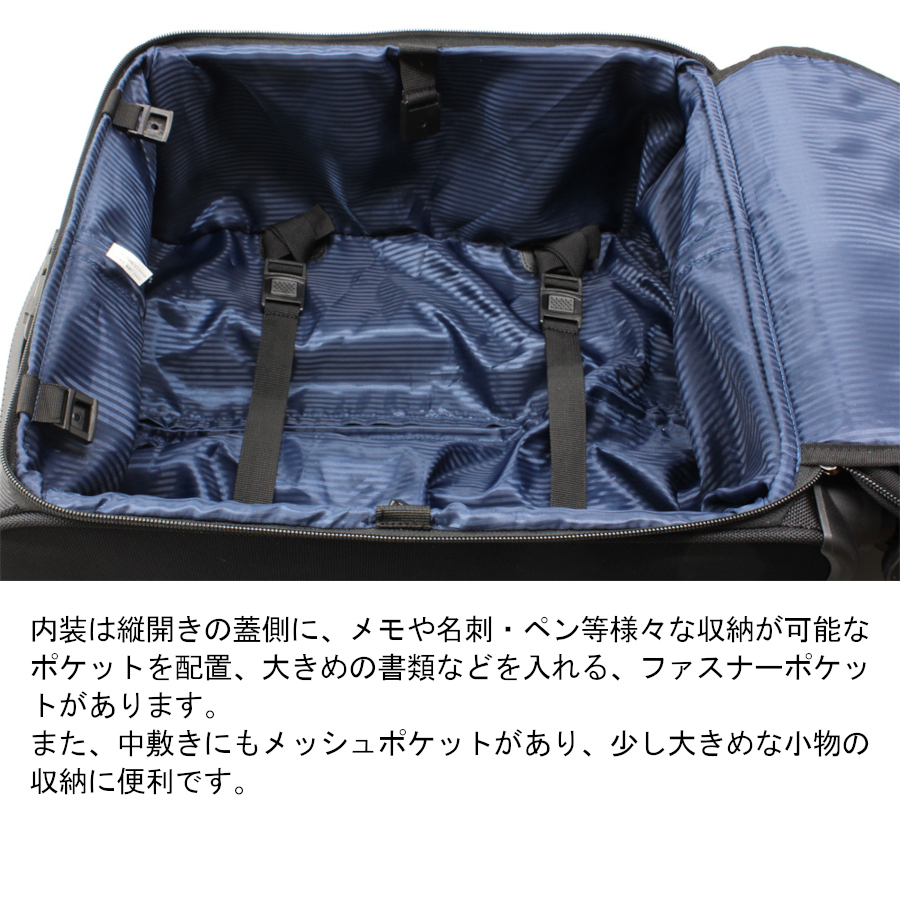 内装は縦開きの蓋側に、メモや名刺・ペン等様々な収納が可能な
ポケットを配置、大きめの書類などを入れる、ファスナーポケッ
トがあります。
また、中敷きにもメッシュポケットがあり、少し大きめな小物の
収納に便利です。